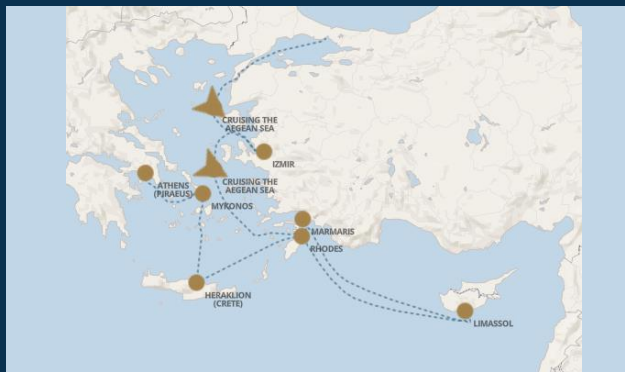 CRUISING THE
AEGEAN SEA
IZMIR
ATHENS
(PIRAEUS)
CRUISING THE
AEGEAN SEA
MYKONOS
MARMARIS
RHODES
HERAKLION
(CRETE)
LIMASSOL